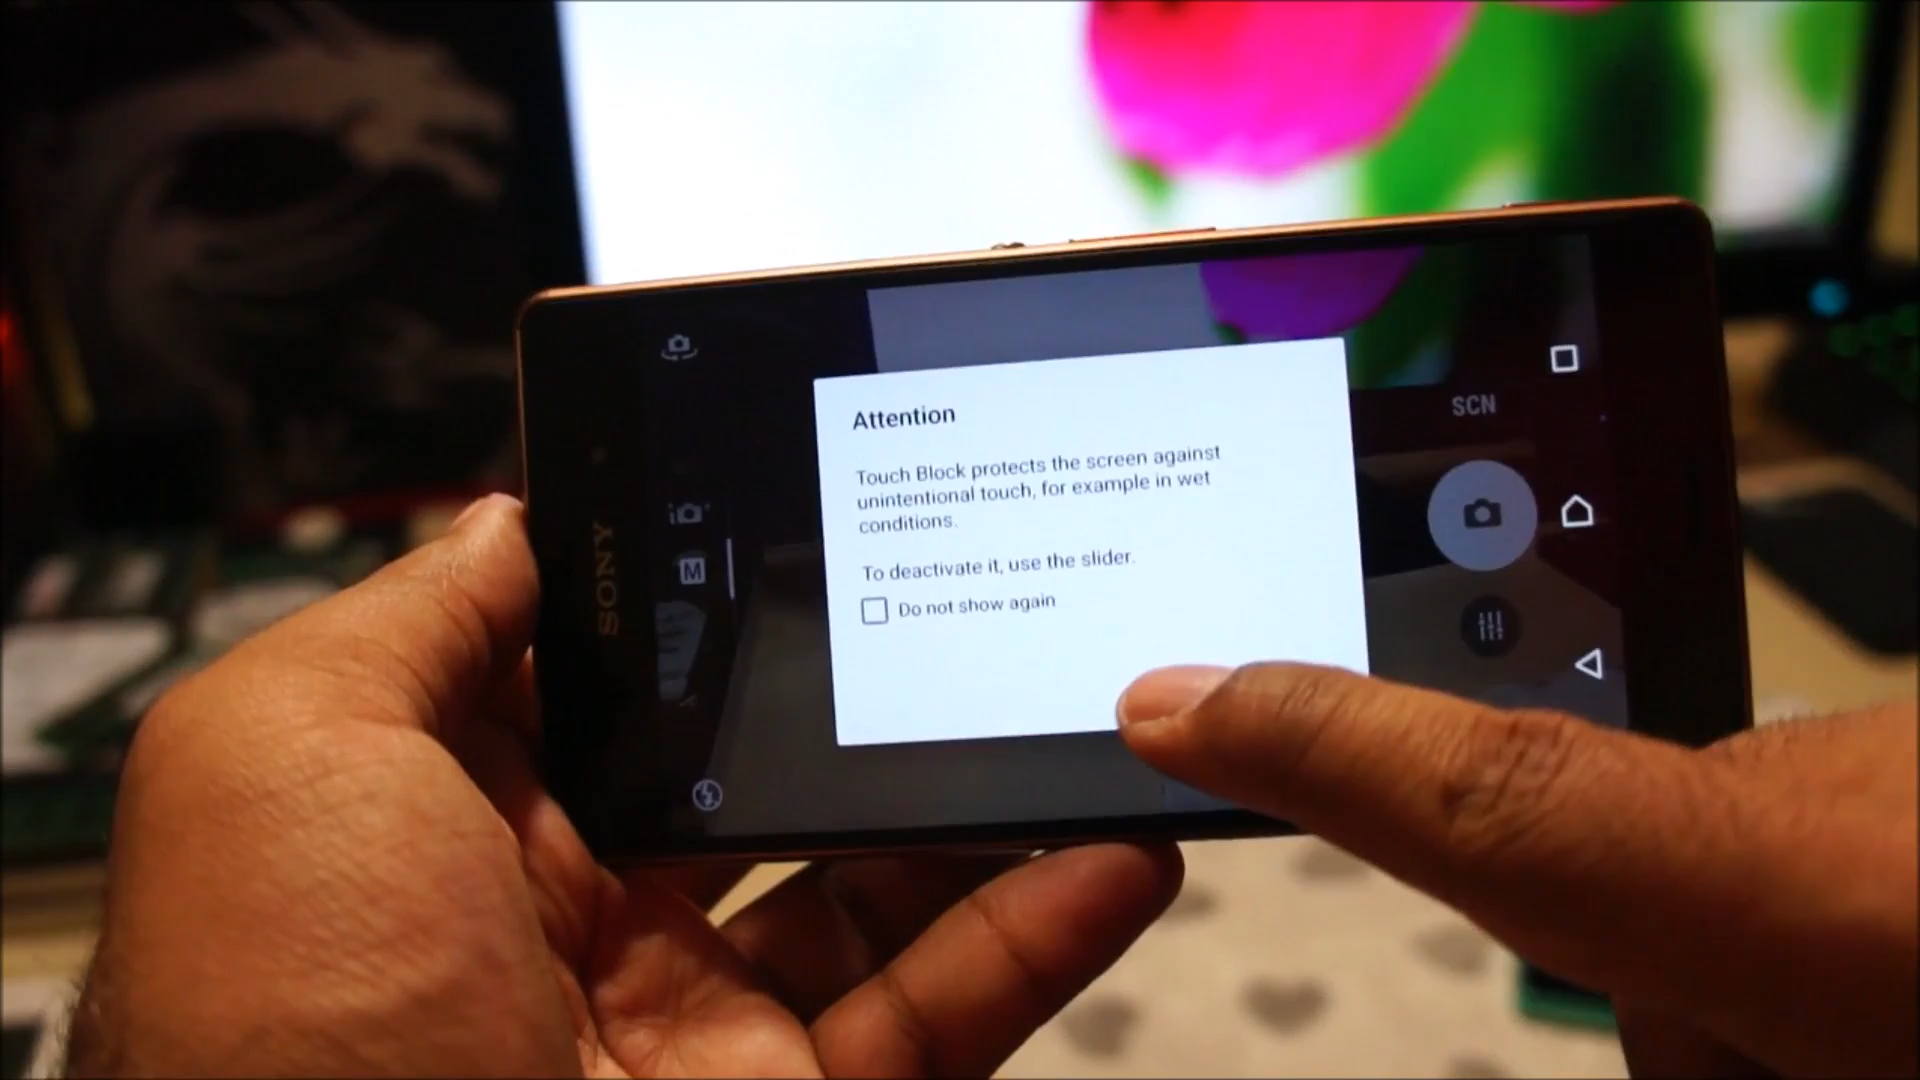 SONY
Attention
Touch Block protects the screen against
unintentional touch, for example in wet
conditions.
To deactivate it, use the slider.
Do not show again
SCN
i
M